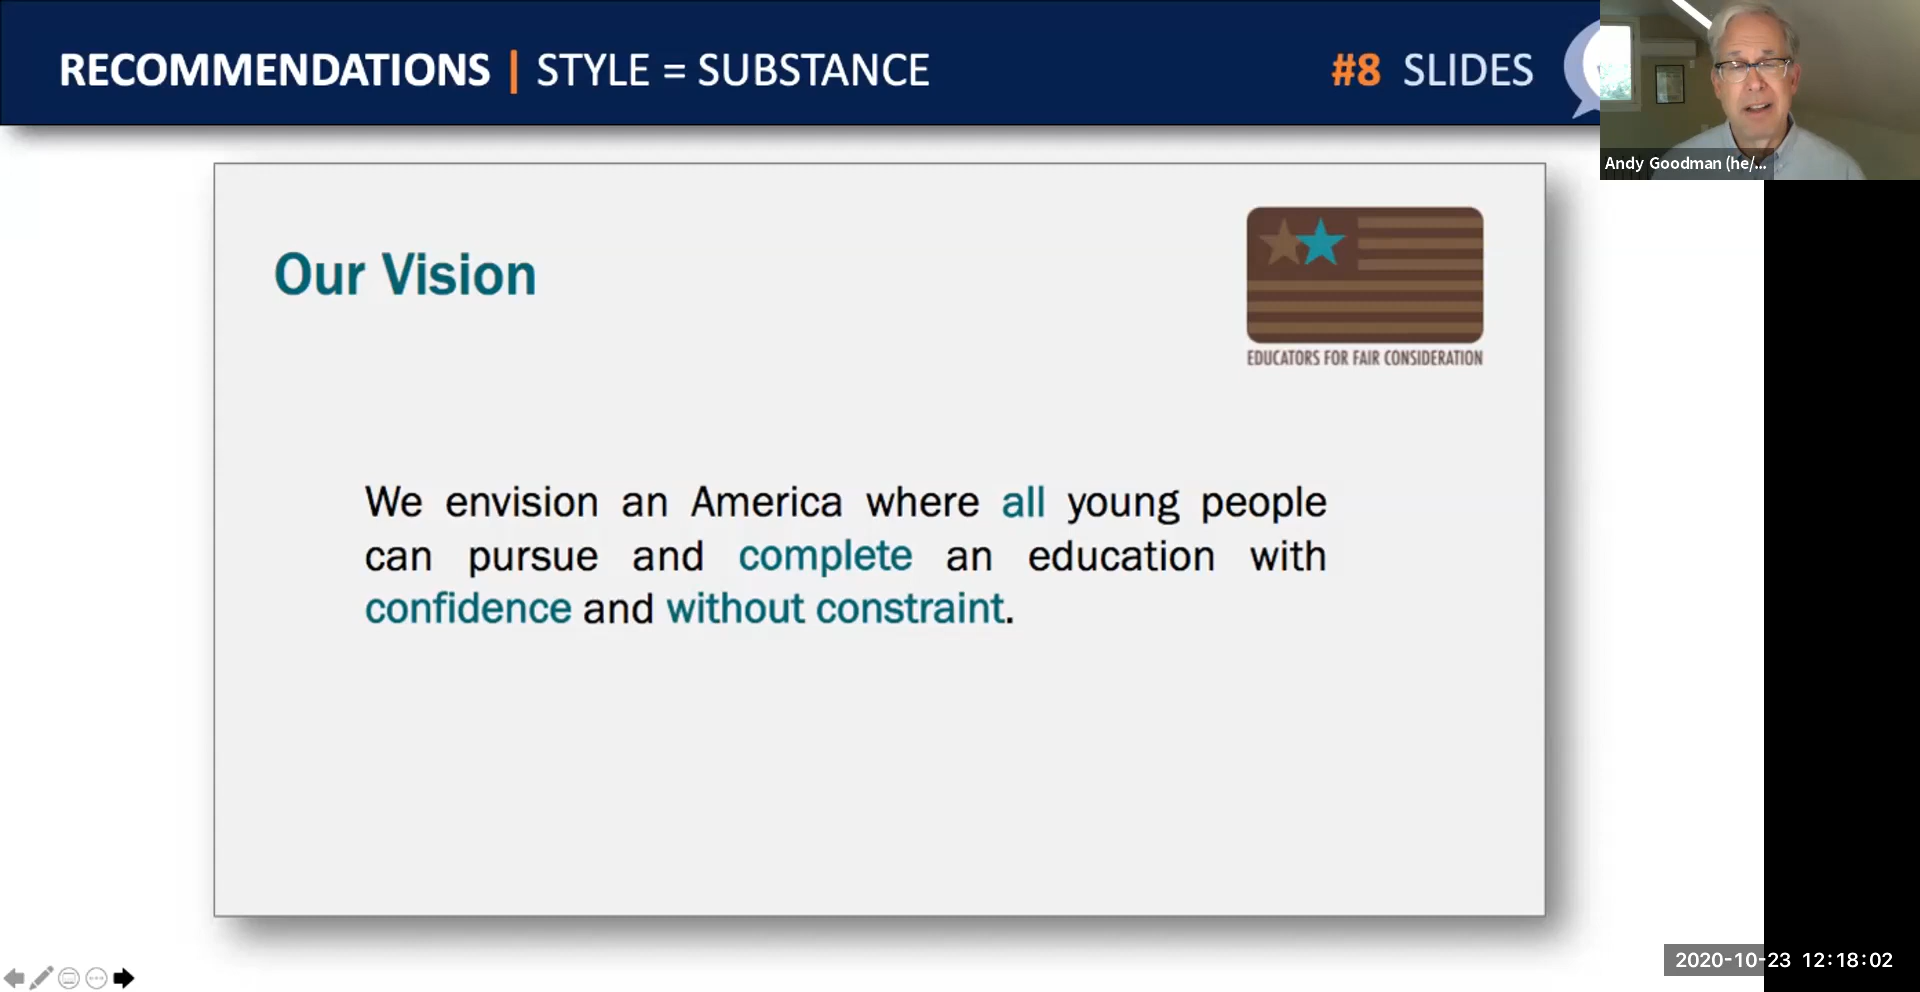 RECOMMENDATIONS | STYLE = SUBSTANCE
#8 SLIDES
Andy Goodman (he/...
Our Vision
EDUCATORS FOR FAIR CONSIDERATION
We envision an America where all young people
can pursue and complete an education with
confidence and without constraint.
2020-10-23 12:18:02